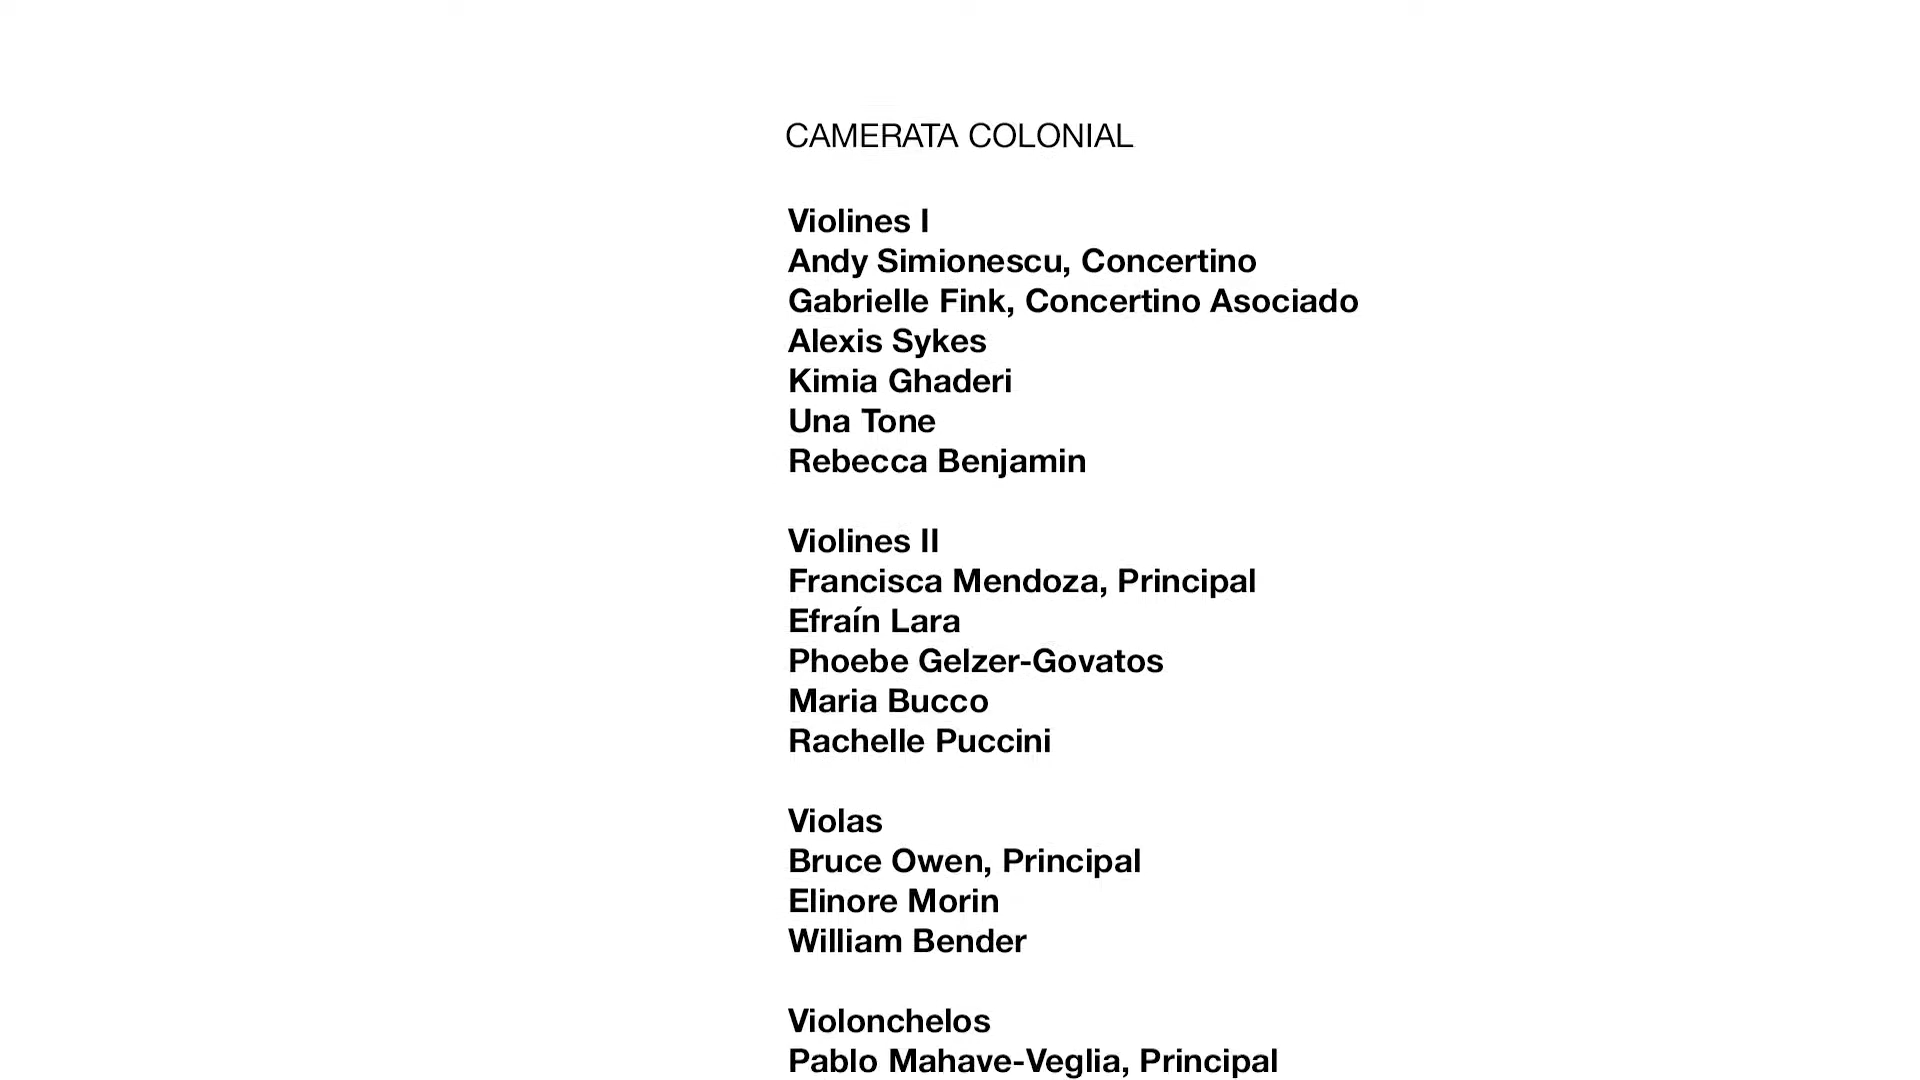 CAMERATA COLONIAL
Violines I
Andy Simionescu, Concertino
Gabrielle Fink, Concertino Asociado
Alexis Sykes
Kimia Ghaderi
Una Tone
Rebecca Benjamin
Violines II
Francisca Mendoza, Principal
Efraín Lara
Phoebe Gelzer-Govatos
Maria Bucco
Rachelle Puccini
Violas
Bruce Owen, Principal
Elinore Morin
William Bender
Violonchelos
Pablo Mahave-Veglia, Principal